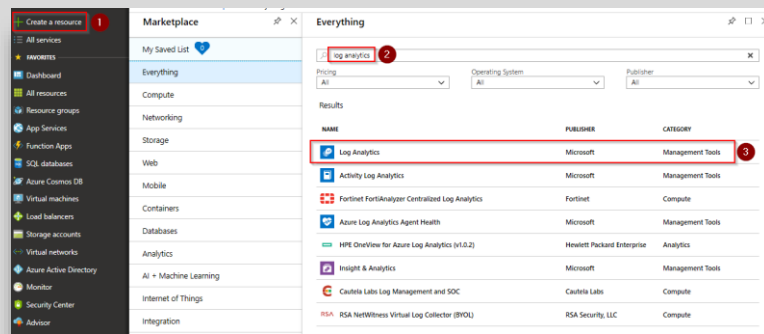 Create a resource 1
All services
FAVORITES
Dashboard
All resources
Resource groups
App Services
Function Apps
SQL databases
Azure Cosmos DB
Virtual machines
Load balancers
Storage accounts
Virtual networks
Azure Active Directory
Monitor
Security Center
Advisor
Marketplace
My Saved List 0
Everything
Compute
Networking
Storage
Web
Mobile
Containers
Databases
Analytics
AI + Machine Learning
Internet of Things
Integration
Everything
log analytics 2
Pricing Operating System Publisher
All All All
Results
NAME PUBLISHER CATEGORY
Log Analytics Microsoft Management Tools 3
Activity Log Analytics Microsoft Management Tools
Fortinet FortiAnalyzer Centralized Log Analytics Fortinet Compute
Azure Log Analytics Agent Health Microsoft Management Tools
HPE OneView for Azure Log Analytics (v1.0.2) Hewlett Packard Enterprise Analytics
Insight & Analytics Microsoft Management Tools
Cautela Labs Log Management and SOC Cautela Labs Compute
RSA RSA NetWitness Virtual Log Collector (BYOL) RSA Security, LLC Compute